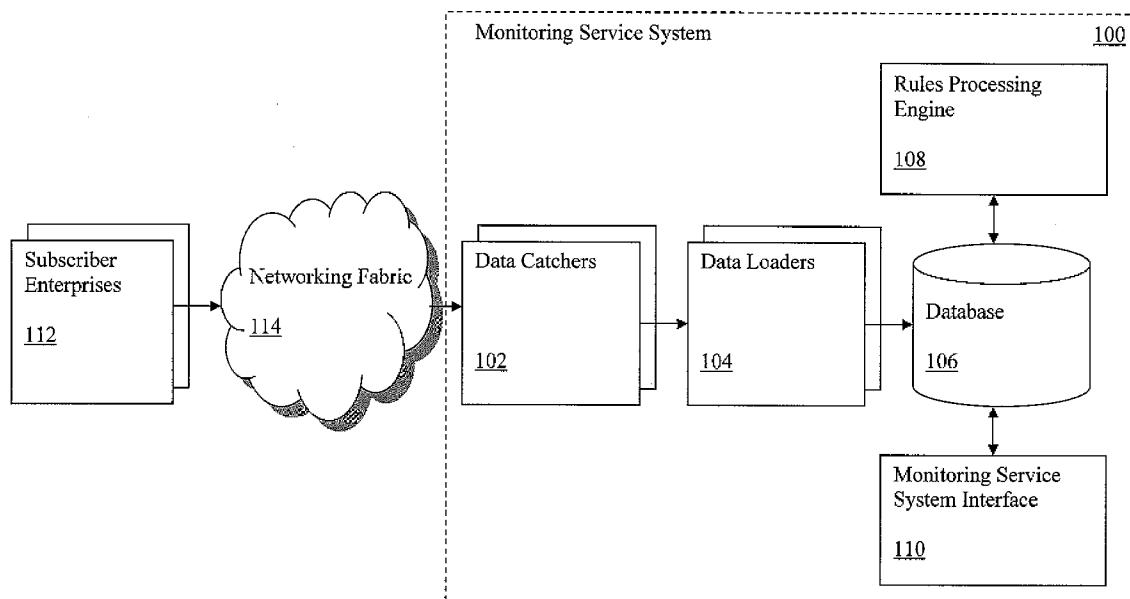 Monitoring Service System
100
Rules Processing
Engine
108
Subscriber
Enterprises
112
Networking Fabric
114
Data Catchers
102
Data Loaders
104
Database
106
Monitoring Service
System Interface
110